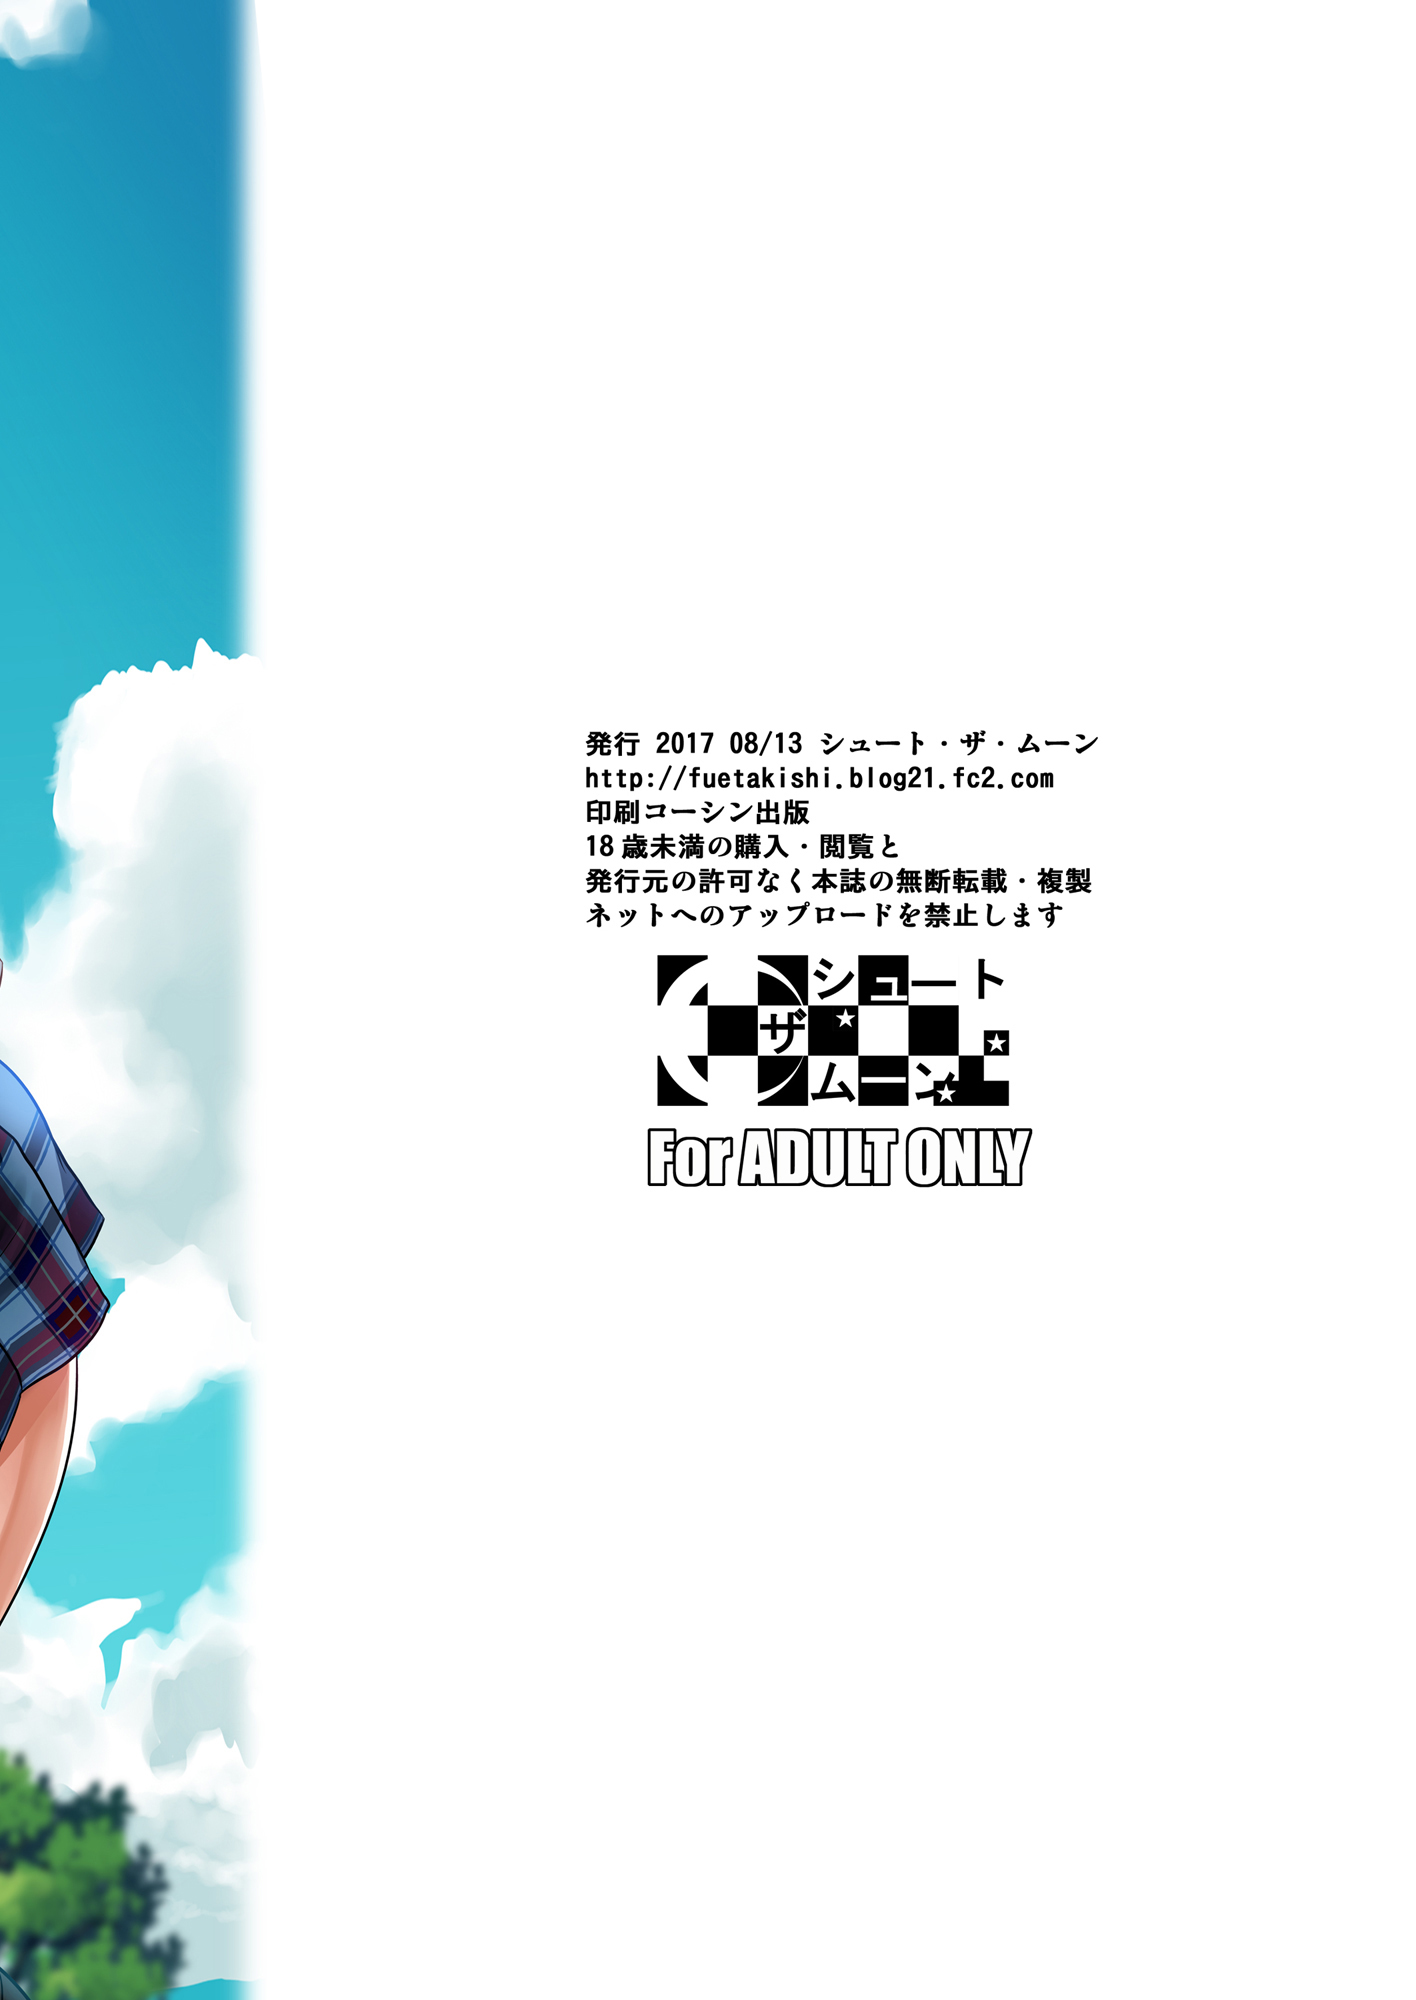 発行 2017 08/13 シュート・ザ・ムーン
http://fuetakishi.blog21.fc2.com
印刷コーシン出版
18歳未満の購入・閲覧と
発行元の許可なく本誌の無断転載・複製
ネットへのアップロードを禁止します
シュート
ザ
ムーン
For ADULT ONLY